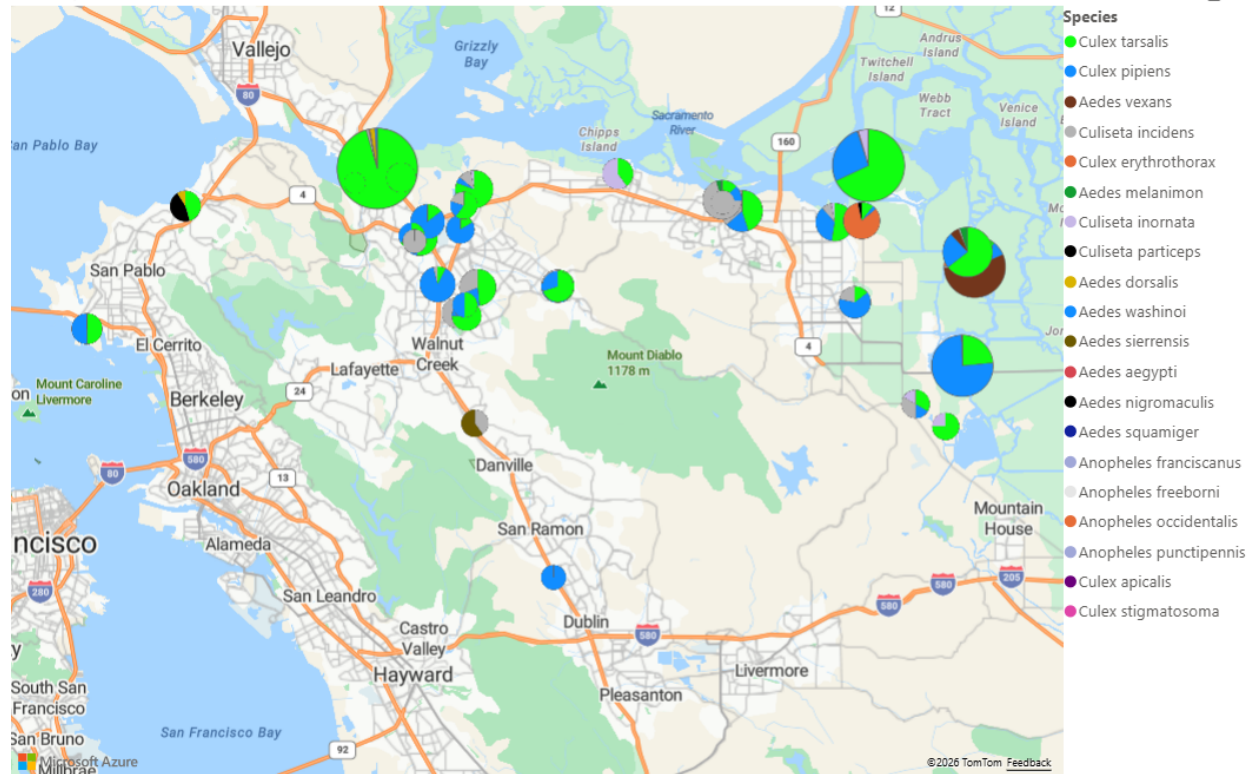 12
Vallejo
Grizzly
Bay
Andrus
Island
Twitchell
Island
Webb
Tract
Venice
Island
80
an Pablo Bay
Chipps
Island
Sacramento
River
160
4
San Pablo
El Cerrito
Walnut
Creek
Mount Diablo
1178 m
4
Lafayette
24
on
Mount Caroline
Livermore
Berkeley
580
80
13
Oakland
Danville
Alameda
San Ramon
Mountain
House
ncisco
280
San Leandro
205
580
580
Dublin
580
Castro
Valley
Hayward
Livermore
Pleasanton
y
South San
Francisco
San Bruno
San Francisco Bay
92
Microsoft Azure
Millbrae
©2026 TomTom Feedback
Species
Culex tarsalis
Culex pipiens
Aedes vexans
Culiseta incidens
Culex erythrothorax
Aedes melanimon
Culiseta inornata
Culiseta particeps
Aedes dorsalis
Aedes washinoi
Aedes sierrensis
Aedes aegypti
Aedes nigromaculis
Aedes squamiger
Anopheles franciscanus
Anopheles freeborni
Anopheles occidentalis
Anopheles punctipennis
Culex apicalis
Culex stigmatosoma